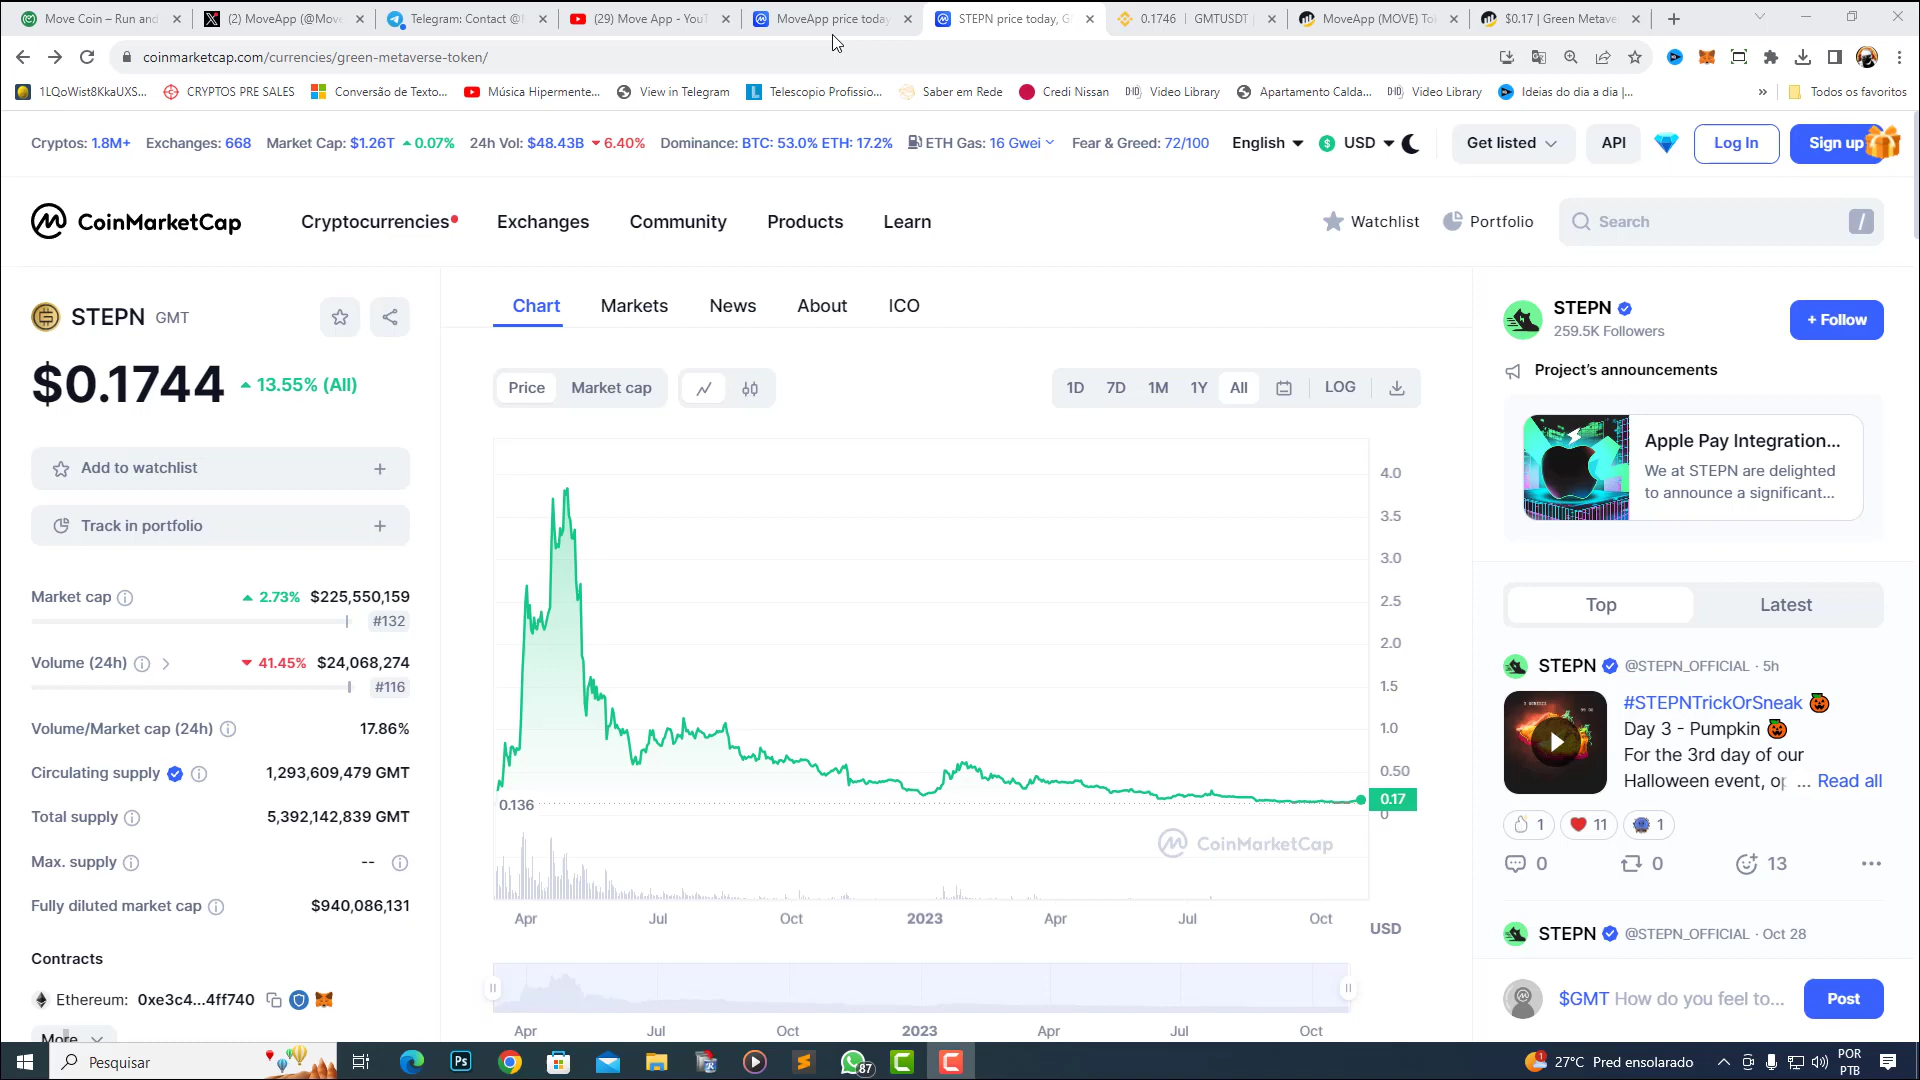 Move Coin – Run and
(2) MoveApp (@Move
Telegram: Contact @
(29) Move App - YouT
MoveApp price today
STEPN price today, G
0.1746 | GMTUSDT
MoveApp (MOVE) To
$0.17 | Green Metave
coinmarketcap.com/currencies/green-metaverse-token/
1LQoWist8KkaUXS...
CRYPTOS PRE SALES
Conversão de Texto...
Música Hipermente...
View in Telegram
Telescopio Profissio...
Saber em Rede
Credi Nissan
Video Library
Apartamento Calda...
Video Library
Ideias do dia a dia |...
»
Todos os favoritos
Cryptos: 1.8M+ Exchanges: 668 Market Cap: $1.26T 0.07% 24h Vol: $48.43B 6.40% Dominance: BTC: 53.0% ETH: 17.2% ETH Gas: 16 Gwei Fear & Greed: 72/100
English
USD
Get listed
API
Log In
Sign up
CoinMarketCap
Cryptocurrencies
Exchanges
Community
Products
Learn
Watchlist
Portfolio
Search
/
STEPN GMT
$0.1744 13.55% (All)
Add to watchlist +
Track in portfolio +
Market cap 2.73% $225,550,159
#132
Volume (24h) 41.45% $24,068,274
#116
Volume/Market cap (24h) 17.86%
Circulating supply 1,293,609,479 GMT
Total supply 5,392,142,839 GMT
Max. supply --
Fully diluted market cap $940,086,131
Contracts
Ethereum: 0xe3c4...4ff740
More
Chart
Markets
News
About
ICO
Price
Market cap
1D 7D 1M 1Y All LOG
4.0
3.5
3.0
2.5
2.0
1.5
1.0
0.50
0.17
0
0.136
CoinMarketCap
Apr Jul Oct 2023 Apr Jul Oct
USD
Apr Jul Oct 2023 Apr Jul Oct
STEPN
259.5K Followers
+ Follow
Project's announcements
Apple Pay Integration...
We at STEPN are delighted
to announce a significant...
Top
Latest
STEPN @STEPN_OFFICIAL · 5h
#STEPNTrickOrSneak 🎃
Day 3 - Pumpkin 🎃
For the 3rd day of our
Halloween event, op ... Read all
1
11
1
0
0
13
STEPN @STEPN_OFFICIAL · Oct 28
$GMT How do you feel to...
Post
Pesquisar
Ps
87
1
27°C Pred ensolarado
POR
PTB